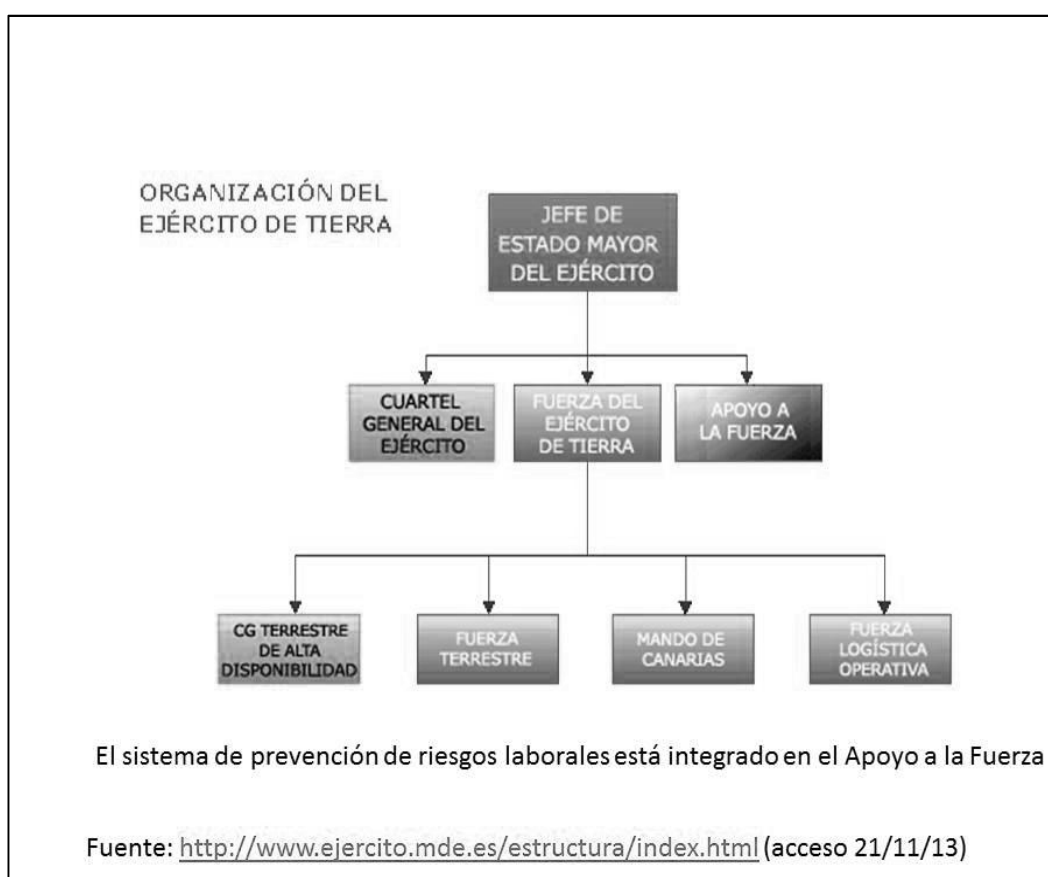 ORGANIZACIÓN DEL
EJÉRCITO DE TIERRA
JEFE DE
ESTADO MAYOR
DEL EJÉRCITO
CUARTEL
GENERAL DEL
EJÉRCITO
FUERZA DEL
EJÉRCITO
DE TIERRA
APOYO A
LA FUERZA
CG TERRESTRE
DE ALTA
DISPONIBILIDAD
FUERZA
TERRESTRE
MANDO DE
CANARIAS
FUERZA
LOGÍSTICA
OPERATIVA
El sistema de prevención de riesgos laborales está integrado en el Apoyo a la Fuerza
Fuente: http://www.ejercito.mde.es/estructura/index.html (acceso 21/11/13)